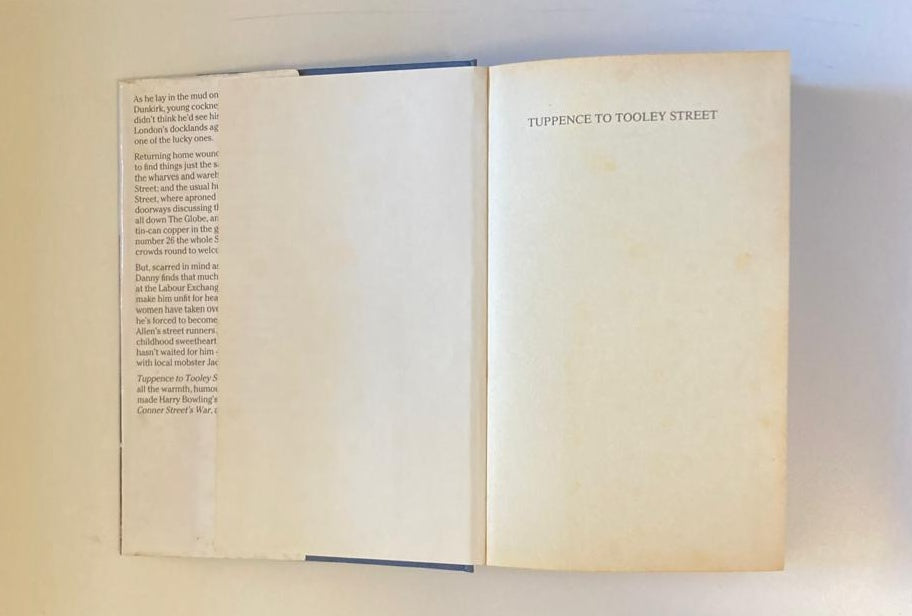 As he lay in the mud on
Dunkirk, young cockne
didn't think he'd see hi
London's docklands ag
one of the lucky ones.
Returning home wound
to find things just the s
the wharves and wareh
Street; and the usual h
Street, where aproned
doorways discussing t
all down The Globe, an
tin-can copper in the g
number 26 the whole S
crowds round to welc
But, scarred in mind as
Danny finds that much
at the Labour Exchang
make him unfit for hea
women have taken ove
he's forced to become
Allen's street runners.
childhood sweetheart
hasn't waited for him -
with local mobster Jac
Tuppence to Tooley S
all the warmth, humou
made Harry Bowling's
Conner Street's War, a
TUPPENCE TO TOOLEY STREET